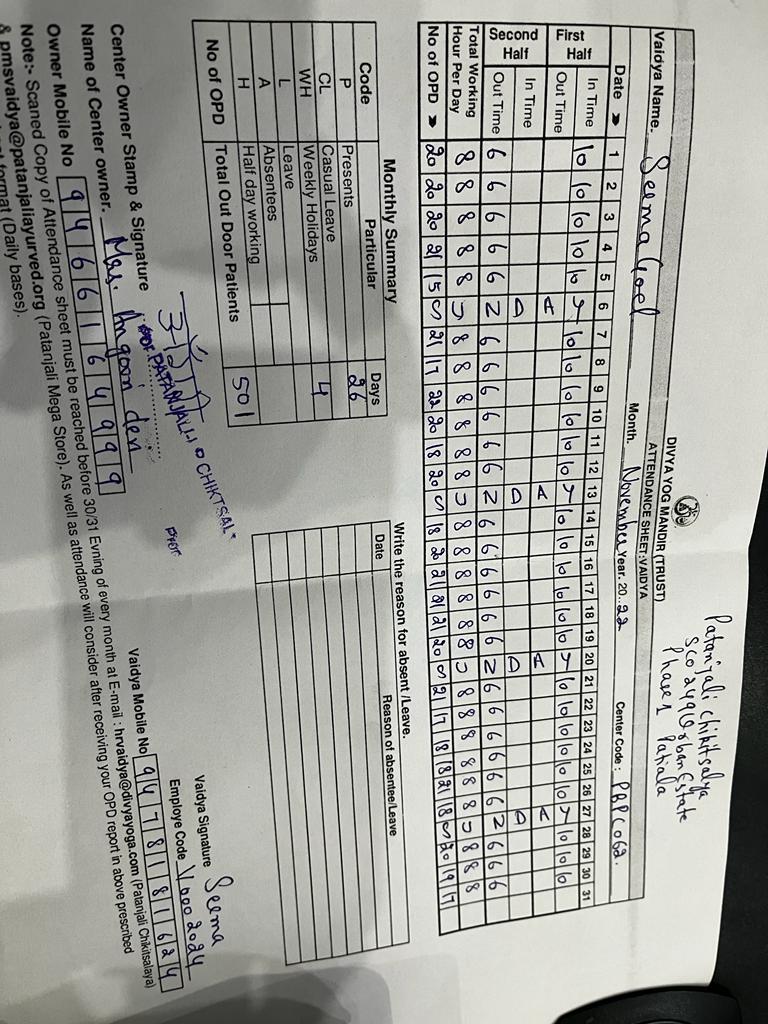 Patanjali chikitsalya
SCO 249 Urban Estate
Phase 1 Patiala
DIVYA YOG MANDIR (TRUST)
ATTENDANCE SHEET:VAIDYA
Vaidya Name. Seema Goel Month. November Year. 20..22 Center Code : PBPC062.
Date 1 2 3 4 5 6 7 8 9 10 11 12 13 14 15 16 17 18 19 20 21 22 23 24 25 26 27 28 29 30 31
First Half
In Time 10 10 10 10 10 10 10 10 10 10 10 10 10 10 10 10 10 10 10 10 10 10 10 10 10 10
Out Time
Second Half
In Time
Out Time 6 6 6 6 6 6 6 6 6 6 6 6 6 6 6 6 6 6 6 6 6 6 6 6 6 6
SUNDAY SUNDAY SUNDAY SUNDAY
Total Working Hour Per Day 8 8 8 8 8 8 8 8 8 8 8 8 8 8 8 8 8 8 8 8 8 8 8 8 8 8
No of OPD 20 20 20 21 15 21 17 22 20 18 20 18 20 21 21 21 20 21 17 18 18 21 18 20 19 17
Monthly Summary
Code Particular Days
P Presents 26
CL Casual Leave
WH Weekly Holidays 4
L Leave
A Absentees
H Half day working
No of OPD Total Out Door Patients 501
Write the reason for absent /Leave.
Date Reason of absentee/Leave
For PATANJALI CHIKTSAL
Prop
Center Owner Stamp & Signature
Name of Center owner. Mrs. Angoori devi
Owner Mobile No 9466164999
Vaidya Signature Seema
Employe Code V0002024
Vaidya Mobile No 9478181624
Note:- Scaned Copy of Attendance sheet must be reached before 30/31 Evning of every month at E-mail : hrvaidya@divyayoga.com (Patanjali Chikitsalaya)
& pmsvaidya@patanjaliayurved.org (Patanjali Mega Store). As well as attendance will consider after receiving your OPD report in above prescribed
format (Daily bases).